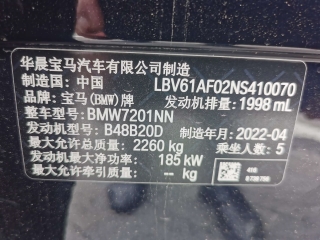 华晨宝马汽车有限公司制造
制造国: 中国 LBV61AF02NS410070
品牌: 宝马(BMW)牌 发动机排量: 1998 mL
整车型号: BMW7201NN
发动机型号: B48B20D 制造年月: 2022-04
最大允许总质量: 2260 kg 乘坐人数: 5
最大净功率: 185 kW
最大允许牵引质量: -- kg